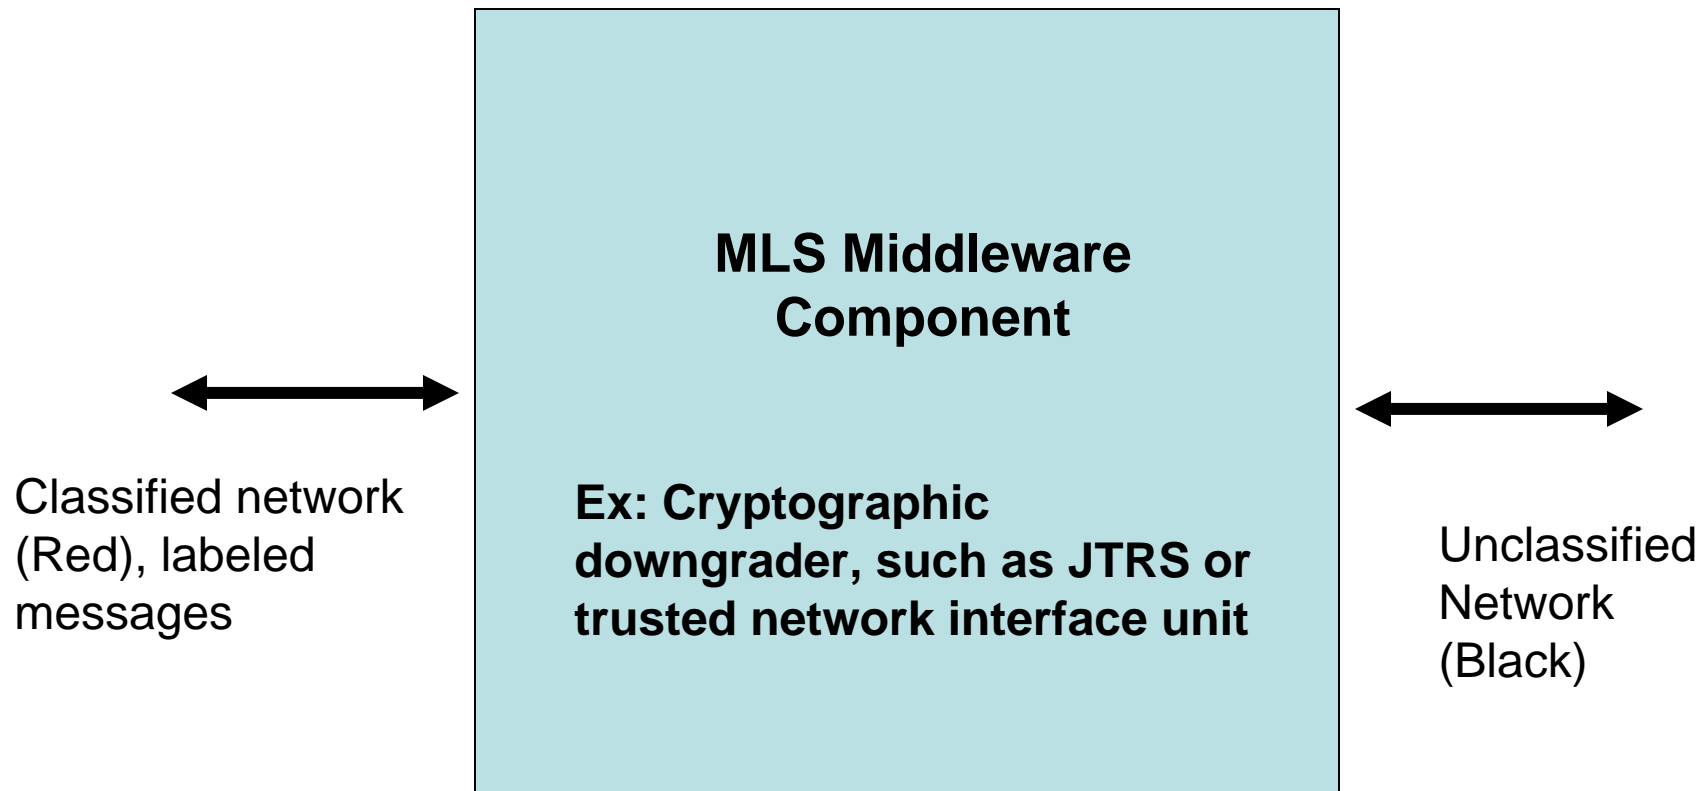 MLS Middleware
Component
Classified network
(Red), labeled
messages
Ex: Cryptographic
downgrader, such as JTRS or
trusted network interface unit
Unclassified
Network
(Black)